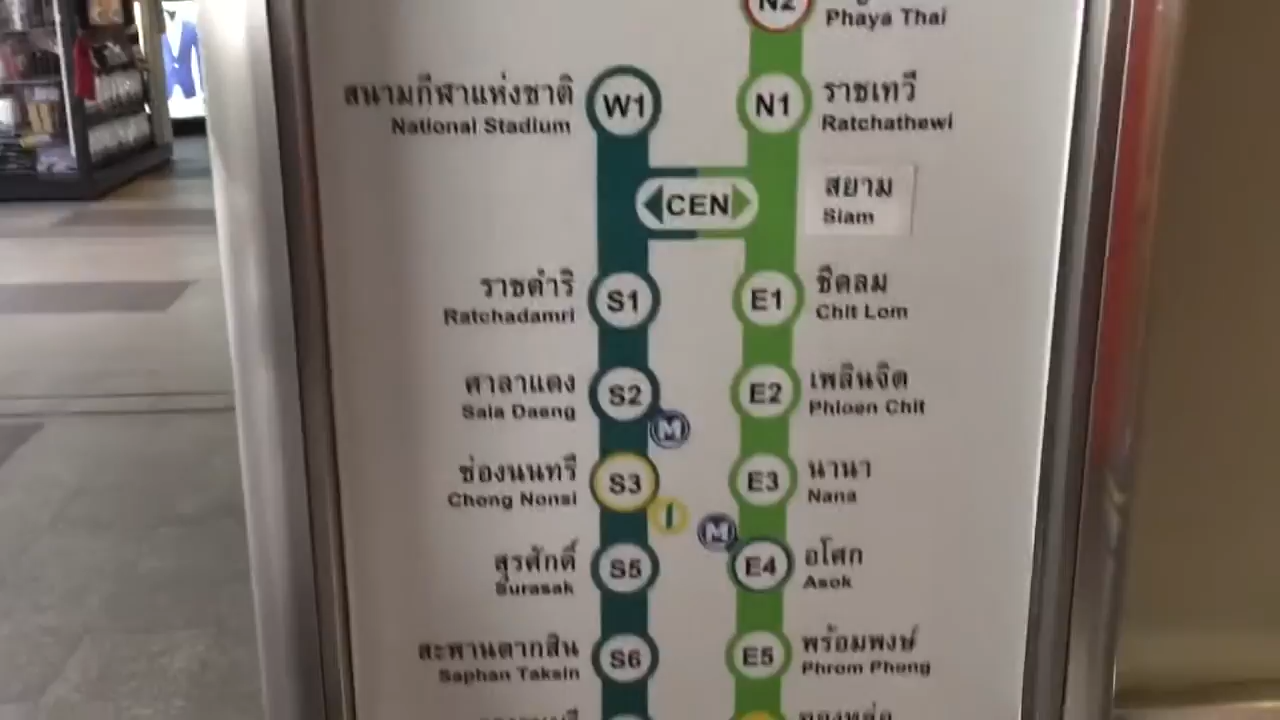 N2
Phaya Thai
สนามกีฬาแห่งชาติ
National Stadium
W1
N1
ราชเทวี
Ratchathewi
CEN
สยาม
Siam
ราชดำริ
Ratchadamri
S1
E1
ชิดลม
Chit Lom
ศาลาแดง
Sala Daeng
S2
M
E2
เพลินจิต
Phloen Chit
ช่องนนทรี
Chong Nonsi
S3
E3
นานา
Nana
M
สุรศักดิ์
Surasak
S5
E4
อโศก
Asok
สะพานตากสิน
Saphan Taksin
S6
E5
พร้อมพงษ์
Phrom Phong